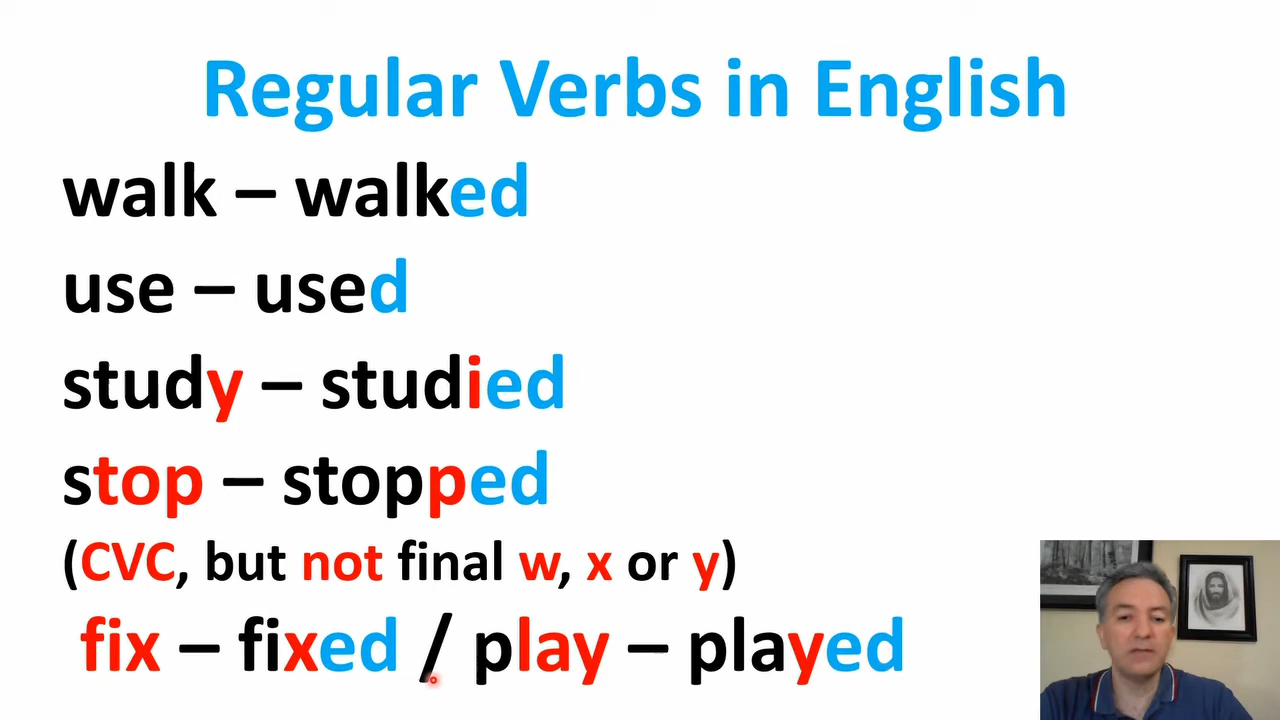 Regular Verbs in English
walk – walked
use – used
study – studied
stop – stopped
(CVC, but not final w, x or y)
fix – fixed / play – played